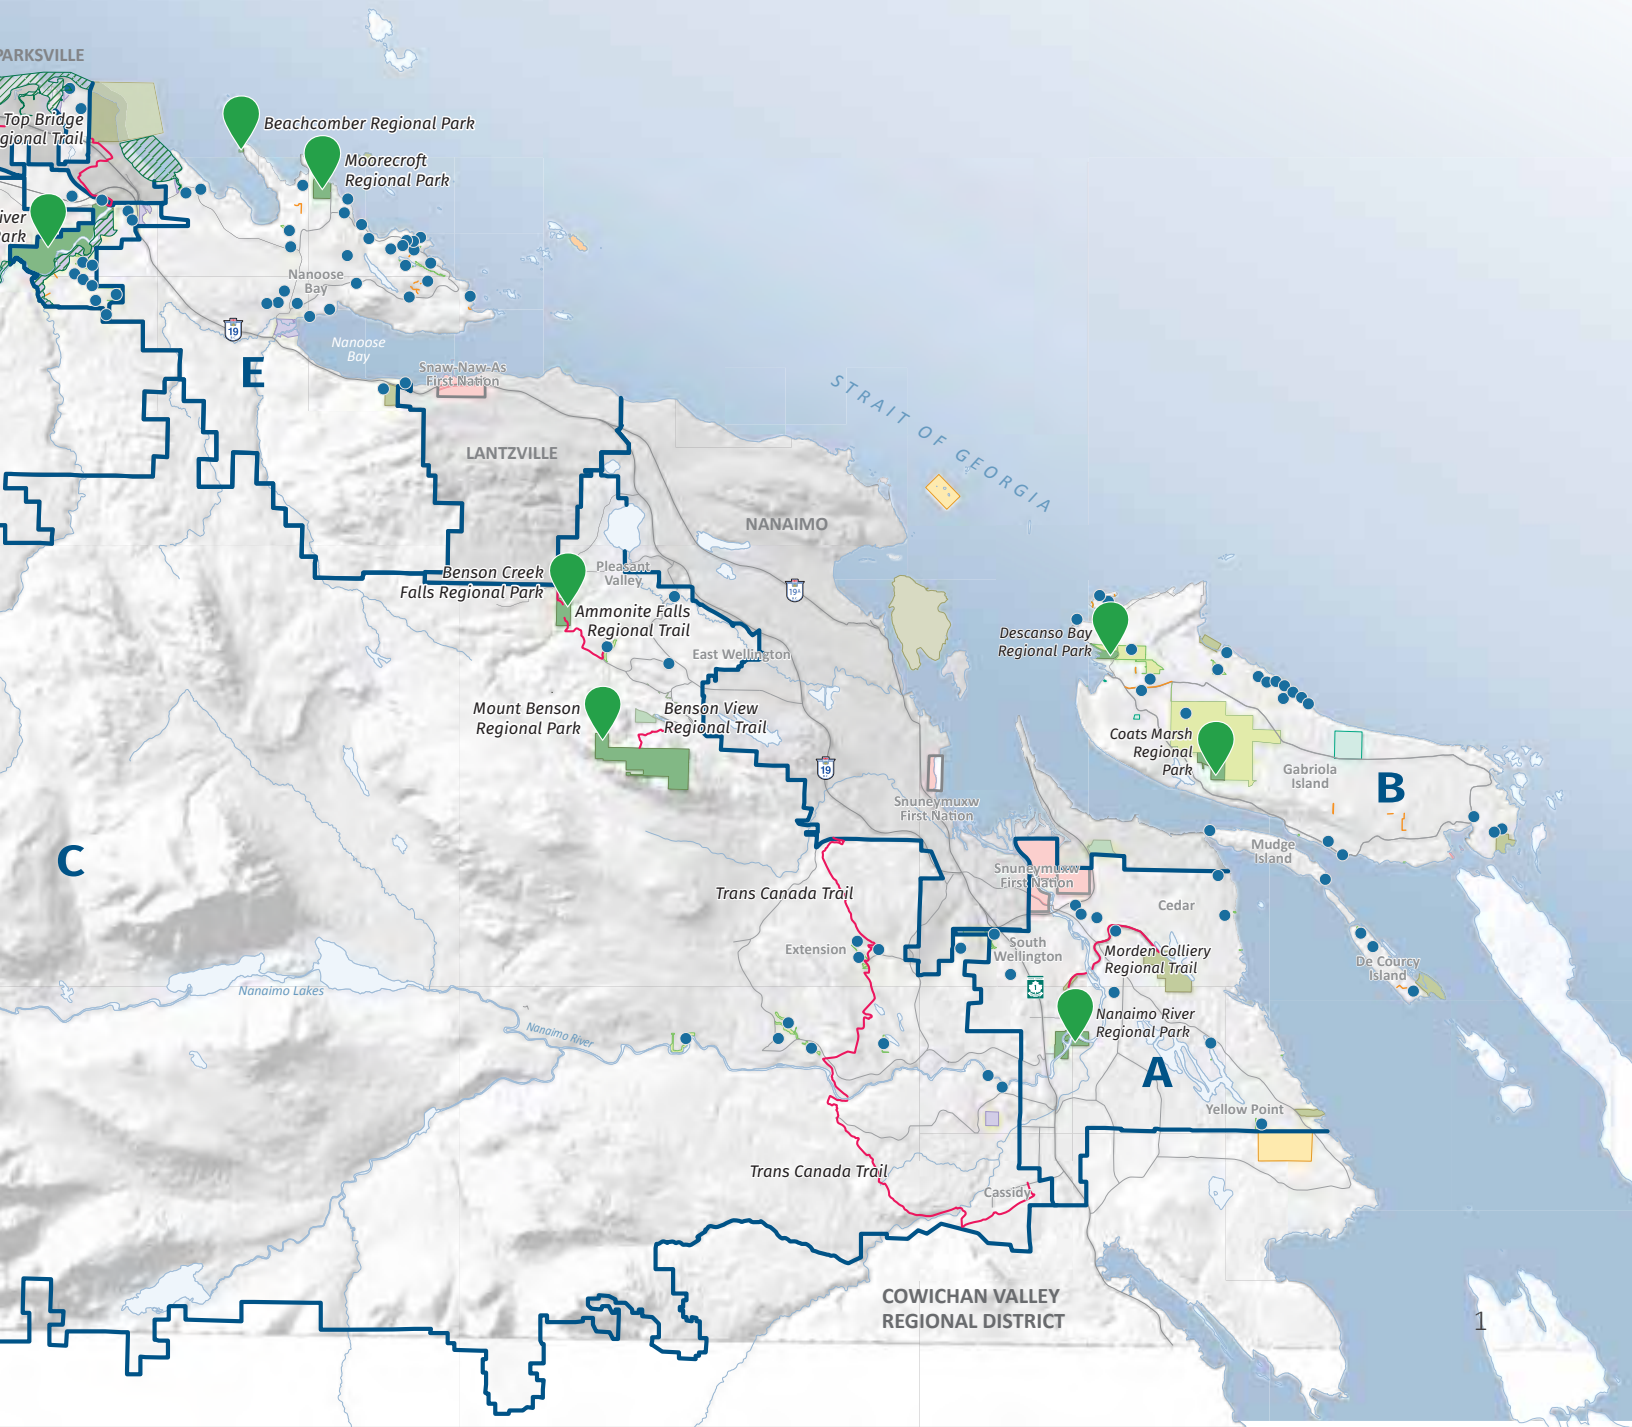 PARKSVILLE
Top Bridge
gional Trail
iver
Park
Beachcomber Regional Park
Moorecroft
Regional Park
Nanoose
Bay
19
Nanoose
Bay
E
Snaw-Naw-As
First Nation
LANTZVILLE
STRAIT OF GEORGIA
NANAIMO
Benson Creek
Falls Regional Park
Pleasant
Valley
19A
Ammonite Falls
Regional Trail
East Wellington
Descanso Bay
Regional Park
Mount Benson
Regional Park
Benson View
Regional Trail
19
Coats Marsh
Regional
Park
Gabriola
Island
B
Snuneymuxw
First Nation
Mudge
Island
C
Snuneymuxw
First Nation
Trans Canada Trail
Cedar
Extension
South
Wellington
Morden Colliery
Regional Trail
De Courcy
Island
1
Nanaimo Lakes
Nanaimo River
Nanaimo River
Regional Park
A
Yellow Point
Trans Canada Trail
Cassidy
COWICHAN VALLEY
REGIONAL DISTRICT
1